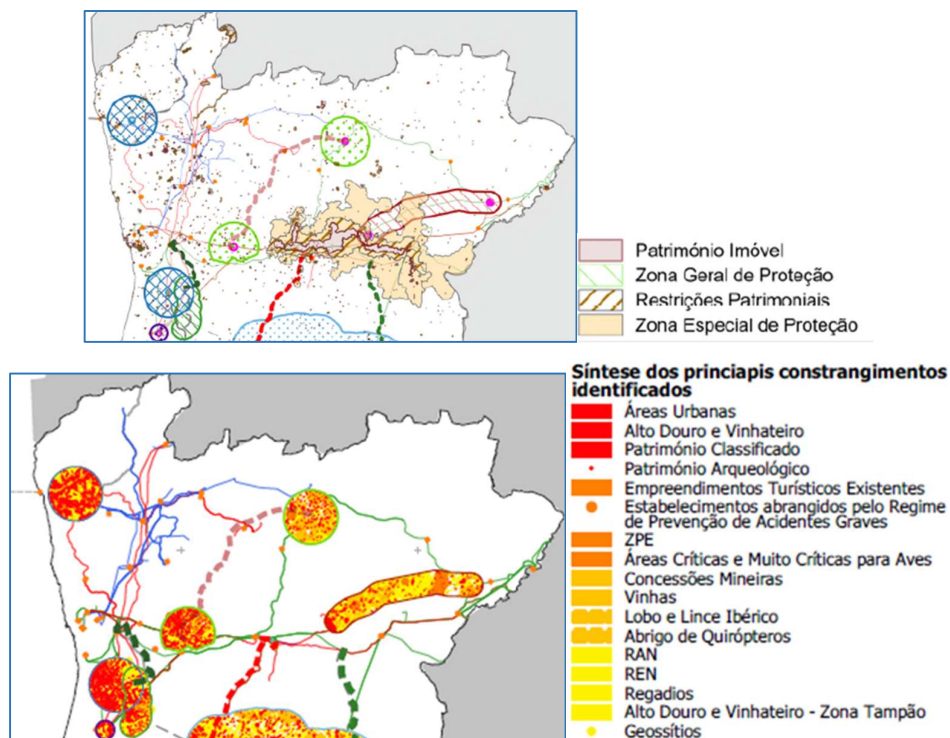 Património Imóvel
Zona Geral de Proteção
Restrições Patrimoniais
Zona Especial de Proteção
Síntese dos princiapis constrangimentos
identificados
Áreas Urbanas
Alto Douro e Vinhateiro
Património Classificado
Património Arqueológico
Empreendimentos Turísticos Existentes
Estabelecimentos abrangidos pelo Regime
de Prevenção de Acidentes Graves
ZPE
Áreas Críticas e Muito Críticas para Aves
Concessões Mineiras
Vinhas
Lobo e Lince Ibérico
Abrigo de Quirópteros
RAN
REN
Regadios
Alto Douro e Vinhateiro - Zona Tampão
Geossítios